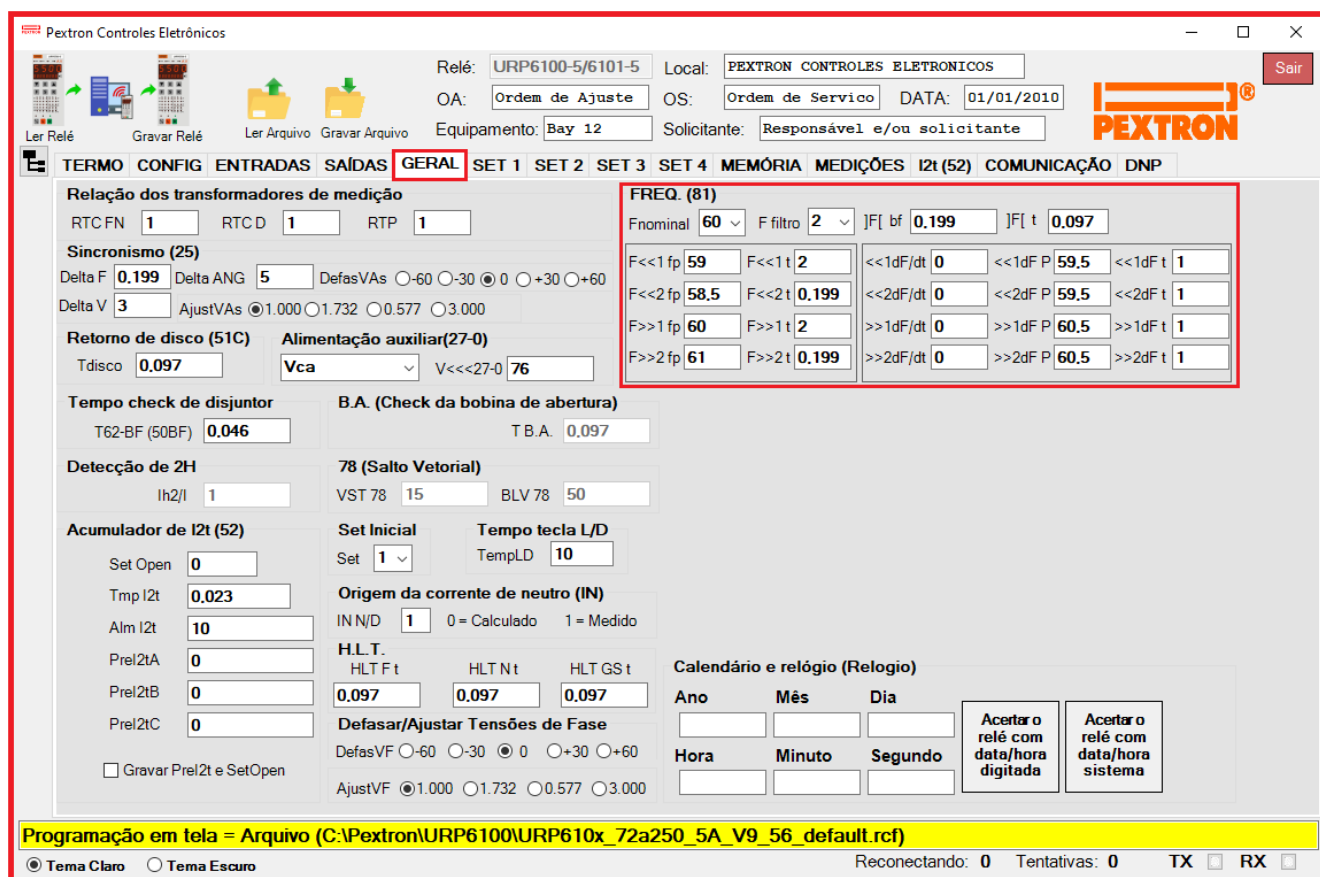 Pextron Controles Eletrônicos
Relé: URP6100-5/6101-5 Local: PEXTRON CONTROLES ELETRONICOS Sair
OA: Ordem de Ajuste OS: Ordem de Servico DATA: 01/01/2010
Ler Relé Gravar Relé Ler Arquivo Gravar Arquivo Equipamento: Bay 12 Solicitante: Responsável e/ou solicitante PEXTRON®
TERMO CONFIG ENTRADAS SAÍDAS GERAL SET 1 SET 2 SET 3 SET 4 MEMÓRIA MEDIÇÕES I2t (52) COMUNICAÇÃO DNP
Relação dos transformadores de medição
RTC FN 1 RTC D 1 RTP 1
Sincronismo (25)
Delta F 0,199 Delta ANG 5 DefasVAs -60 -30 0 +30 +60
Delta V 3 AjustVAs 1.000 1.732 0.577 3.000
Retorno de disco (51C)
Tdisco 0,097
Alimentação auxiliar(27-0)
Vca V<<<27-0 76
FREQ. (81)
Fnominal 60 F filtro 2 ]F[ bf 0,199 ]F[ t 0,097
F<<1 fp 59 F<<1 t 2 <<1dF/dt 0 <<1dF P 59,5 <<1dF t 1
F<<2 fp 58,5 F<<2 t 0,199 <<2dF/dt 0 <<2dF P 59,5 <<2dF t 1
F>>1 fp 60 F>>1 t 2 >>1dF/dt 0 >>1dF P 60,5 >>1dF t 1
F>>2 fp 61 F>>2 t 0,199 >>2dF/dt 0 >>2dF P 60,5 >>2dF t 1
Tempo check de disjuntor
T62-BF (50BF) 0,046
B.A. (Check da bobina de abertura)
T B.A. 0,097
Detecção de 2H
Ih2/I 1
78 (Salto Vetorial)
VST 78 15 BLV 78 50
Acumulador de I2t (52)
Set Open 0
Tmp I2t 0,023
Alm I2t 10
PreI2tA 0
PreI2tB 0
PreI2tC 0
Gravar PreI2t e SetOpen
Set Inicial
Set 1
Tempo tecla L/D
TempLD 10
Origem da corrente de neutro (IN)
IN N/D 1 0 = Calculado 1 = Medido
H.L.T.
HLT F t HLT N t HLT GS t
0,097 0,097 0,097
Defasar/Ajustar Tensões de Fase
DefasVF -60 -30 0 +30 +60
AjustVF 1.000 1.732 0.577 3.000
Calendário e relógio (Relogio)
Ano Mês Dia
Hora Minuto Segundo
Acertar o
relé com
data/hora
digitada
Acertar o
relé com
data/hora
sistema
Programação em tela = Arquivo (C:\Pextron\URP6100\URP610x_72a250_5A_V9_56_default.rcf)
Tema Claro Tema Escuro Reconectando: 0 Tentativas: 0 TX RX